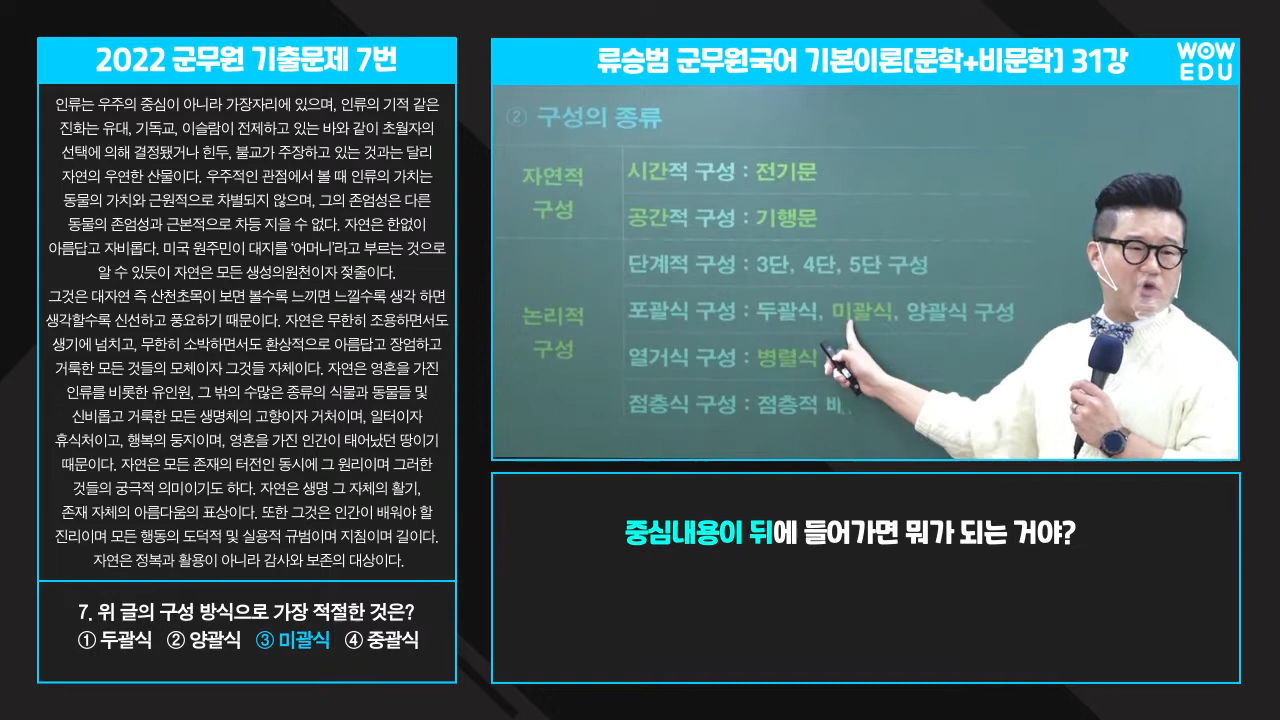 2022 군무원 기출문제 7번
인류는 우주의 중심이 아니라 가장자리에 있으며, 인류의 기적 같은
진화는 유대, 기독교, 이슬람이 전제하고 있는 바와 같이 초월자의
선택에 의해 결정됐거나 힌두, 불교가 주장하고 있는 것과는 달리
자연의 우연한 산물이다. 우주적인 관점에서 볼 때 인류의 가치는
동물의 가치와 근원적으로 차별되지 않으며, 그의 존엄성은 다른
동물의 존엄성과 근본적으로 차등 지을 수 없다. 자연은 한없이
아름답고 자비롭다. 미국 원주민이 대지를 '어머니'라고 부르는 것으로
알 수 있듯이 자연은 모든 생성의원천이자 젖줄이다.
그것은 대자연 즉 산천초목이 보면 볼수록 느끼면 느낄수록 생각 하면
생각할수록 신선하고 풍요하기 때문이다. 자연은 무한히 조용하면서도
생기에 넘치고, 무한히 소박하면서도 환상적으로 아름답고 장엄하고
거룩한 모든 것들의 모체이자 그것들 자체이다. 자연은 영혼을 가진
인류를 비롯한 유인원, 그 밖의 수많은 종류의 식물과 동물들 및
신비롭고 거룩한 모든 생명체의 고향이자 거처이며, 일터이자
휴식처이고, 행복의 둥지이며, 영혼을 가진 인간이 태어났던 땅이기
때문이다. 자연은 모든 존재의 터전인 동시에 그 원리이며 그러한
것들의 궁극적 의미이기도 하다. 자연은 생명 그 자체의 활기,
존재 자체의 아름다움의 표상이다. 또한 그것은 인간이 배워야 할
진리이며 모든 행동의 도덕적 및 실용적 규범이며 지침이며 길이다.
자연은 정복과 활용이 아니라 감사와 보존의 대상이다.
7. 위 글의 구성 방식으로 가장 적절한 것은?
① 두괄식 ② 양괄식 ③ 미괄식 ④ 중괄식
류승범 군무원국어 기본이론[문학+비문학] 31강
WOW
EDU
② 구성의 종류
자연적
구성
시간적 구성 : 전기문
공간적 구성 : 기행문
논리적
구성
단계적 구성 : 3단, 4단, 5단 구성
포괄식 구성 : 두괄식, 미괄식, 양괄식 구성
열거식 구성 : 병렬식
점층식 구성 : 점층적
중심내용이 뒤에 들어가면 뭐가 되는 거야?